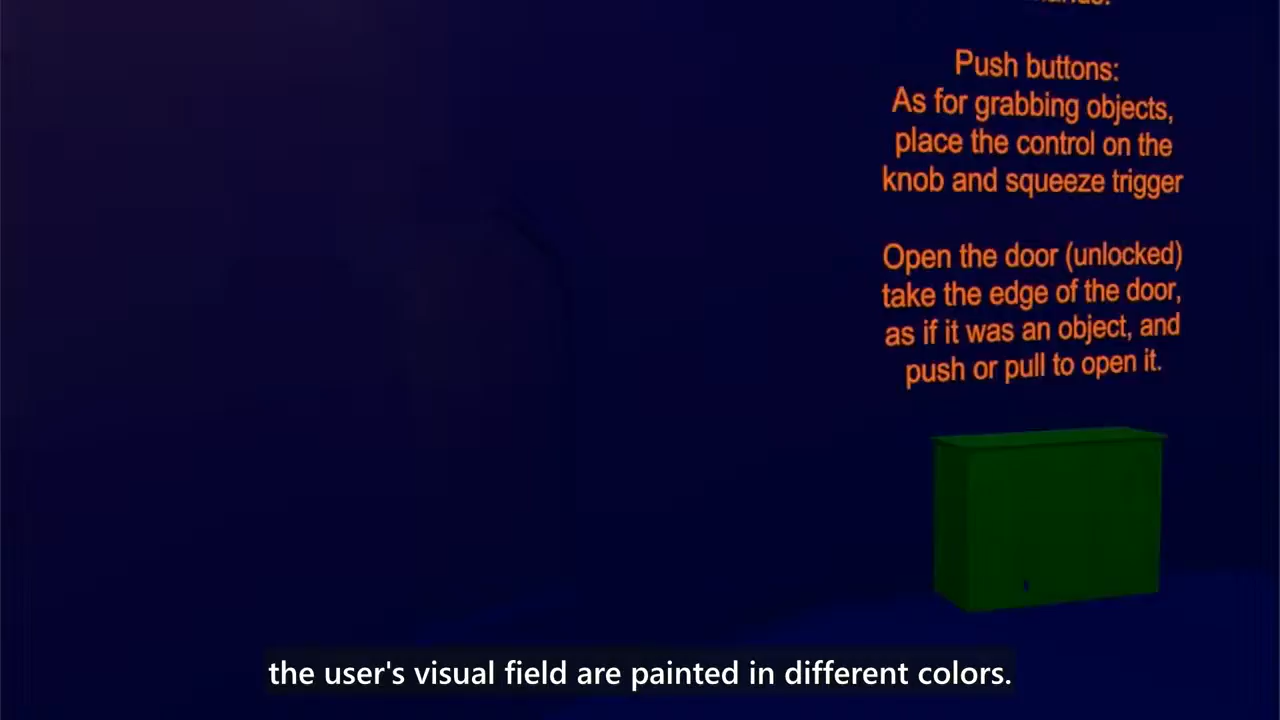 Push buttons:
As for grabbing objects,
place the control on the
knob and squeeze trigger
Open the door (unlocked)
take the edge of the door,
as if it was an object, and
push or pull to open it.
the user's visual field are painted in different colors.